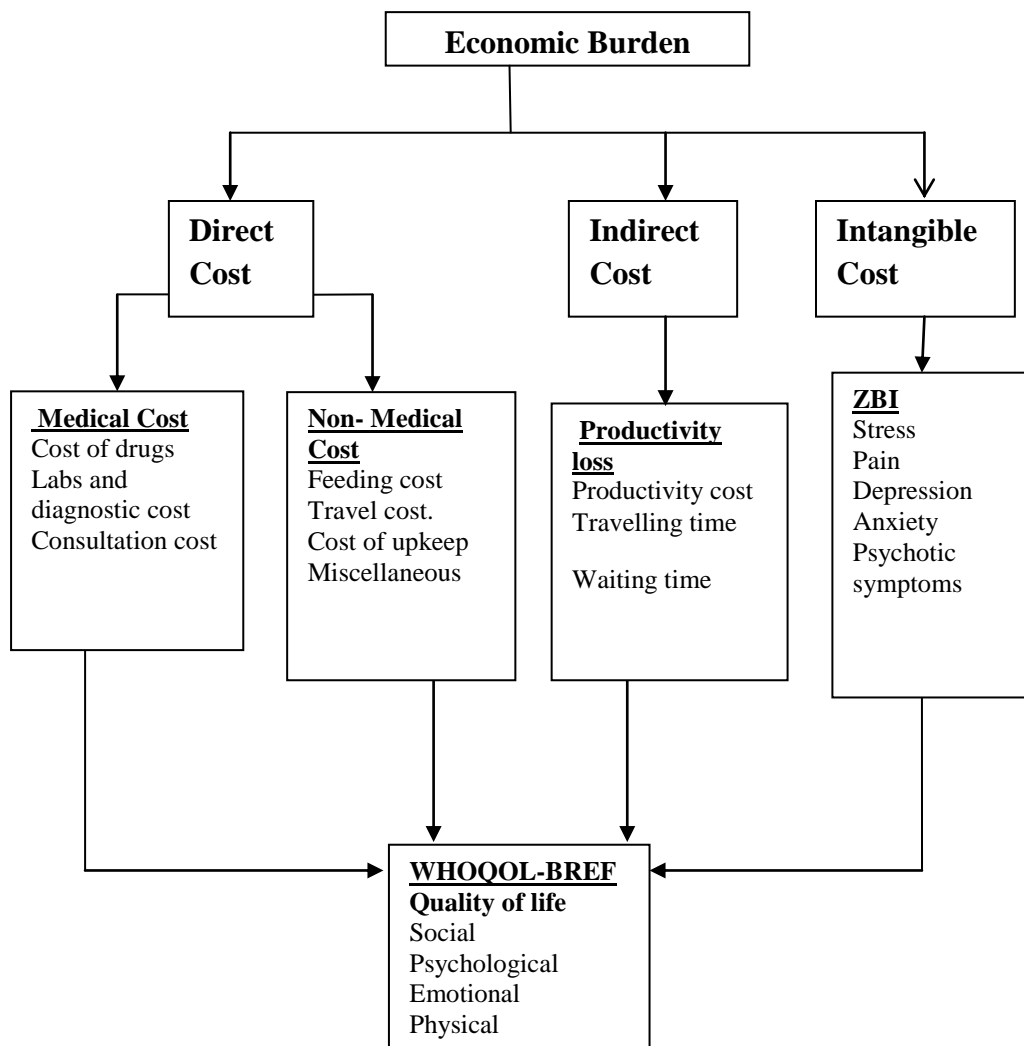 Economic Burden
Direct
Cost
Indirect
Cost
Intangible
Cost
Medical Cost
Cost of drugs
Labs and
diagnostic cost
Consultation cost
Non- Medical
Cost
Feeding cost
Travel cost.
Cost of upkeep
Miscellaneous
Productivity
loss
Productivity cost
Travelling time
Waiting time
ZBI
Stress
Pain
Depression
Anxiety
Psychotic
symptoms
WHOQOL-BREF
Quality of life
Social
Psychological
Emotional
Physical